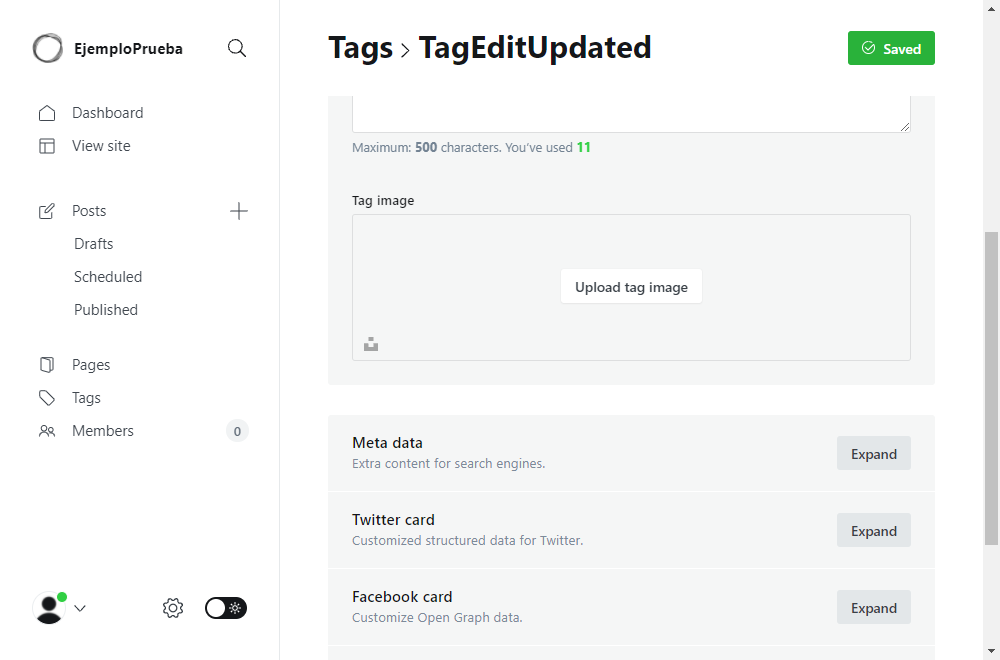 EjemploPrueba
Dashboard
View site
Posts
Drafts
Scheduled
Published
Pages
Tags
Members 0
Tags > TagEditUpdated
Saved
Maximum: 500 characters. You've used 11
Tag image
Upload tag image
Meta data
Extra content for search engines.
Expand
Twitter card
Customized structured data for Twitter.
Expand
Facebook card
Customize Open Graph data.
Expand